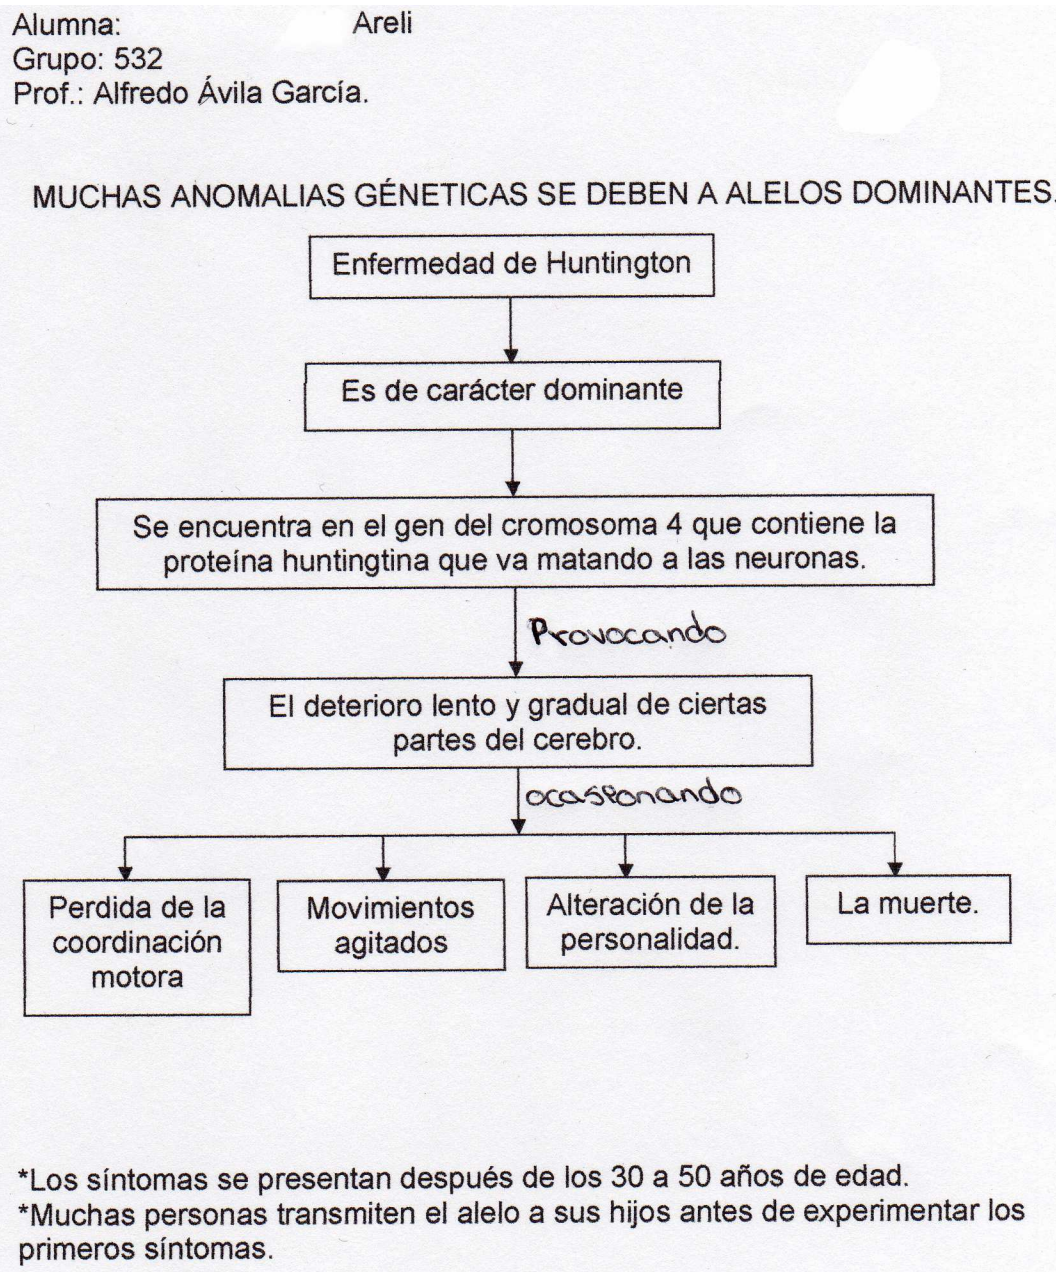 Alumna: Areli
Grupo: 532
Prof.: Alfredo Ávila García.
MUCHAS ANOMALIAS GÉNETICAS SE DEBEN A ALELOS DOMINANTES.
Enfermedad de Huntington
Es de carácter dominante
Se encuentra en el gen del cromosoma 4 que contiene la
proteína huntingtina que va matando a las neuronas.
Provocando
El deterioro lento y gradual de ciertas
partes del cerebro.
ocasionando
Perdida de la
coordinación
motora
Movimientos
agitados
Alteración de la
personalidad.
La muerte.
*Los síntomas se presentan después de los 30 a 50 años de edad.
*Muchas personas transmiten el alelo a sus hijos antes de experimentar los
primeros síntomas.